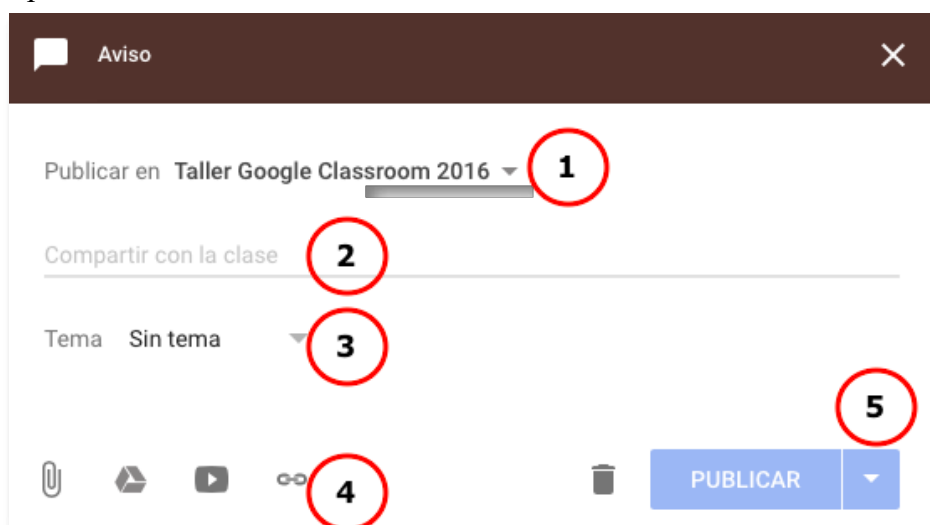 Aviso
Publicar en Taller Google Classroom 2016 1
Compartir con la clase 2
Tema Sin tema 3
5
4 PUBLICAR